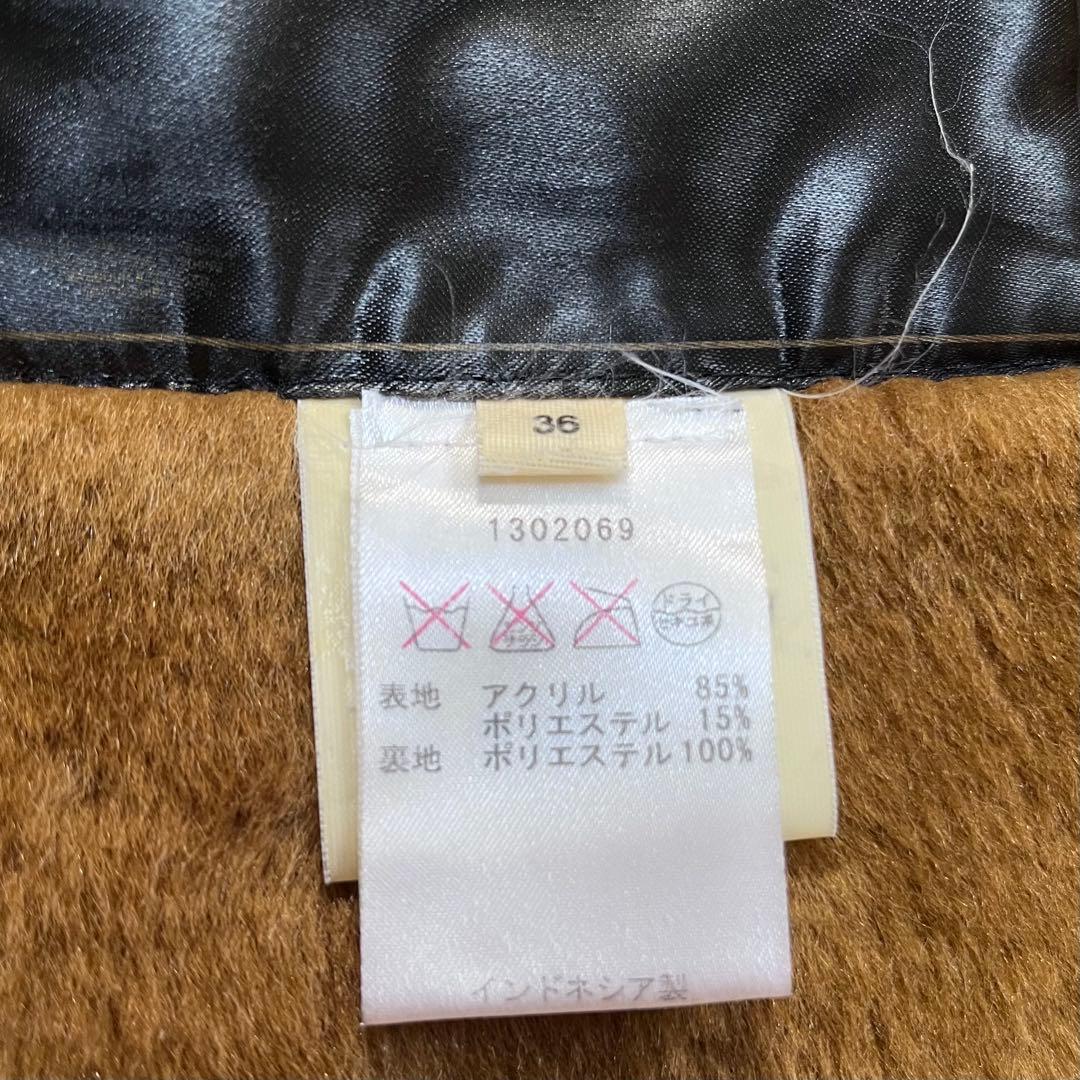 36
1302069
ドライ
セキユ系
表地 アクリル 85%
ポリエステル 15%
裏地 ポリエステル 100%
インドネシア製